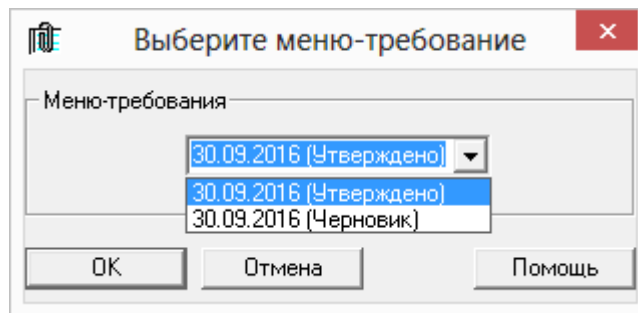 Выберите меню-требование
Меню-требования
30.09.2016 (Утверждено)
30.09.2016 (Утверждено)
30.09.2016 (Черновик)
OK Отмена Помощь